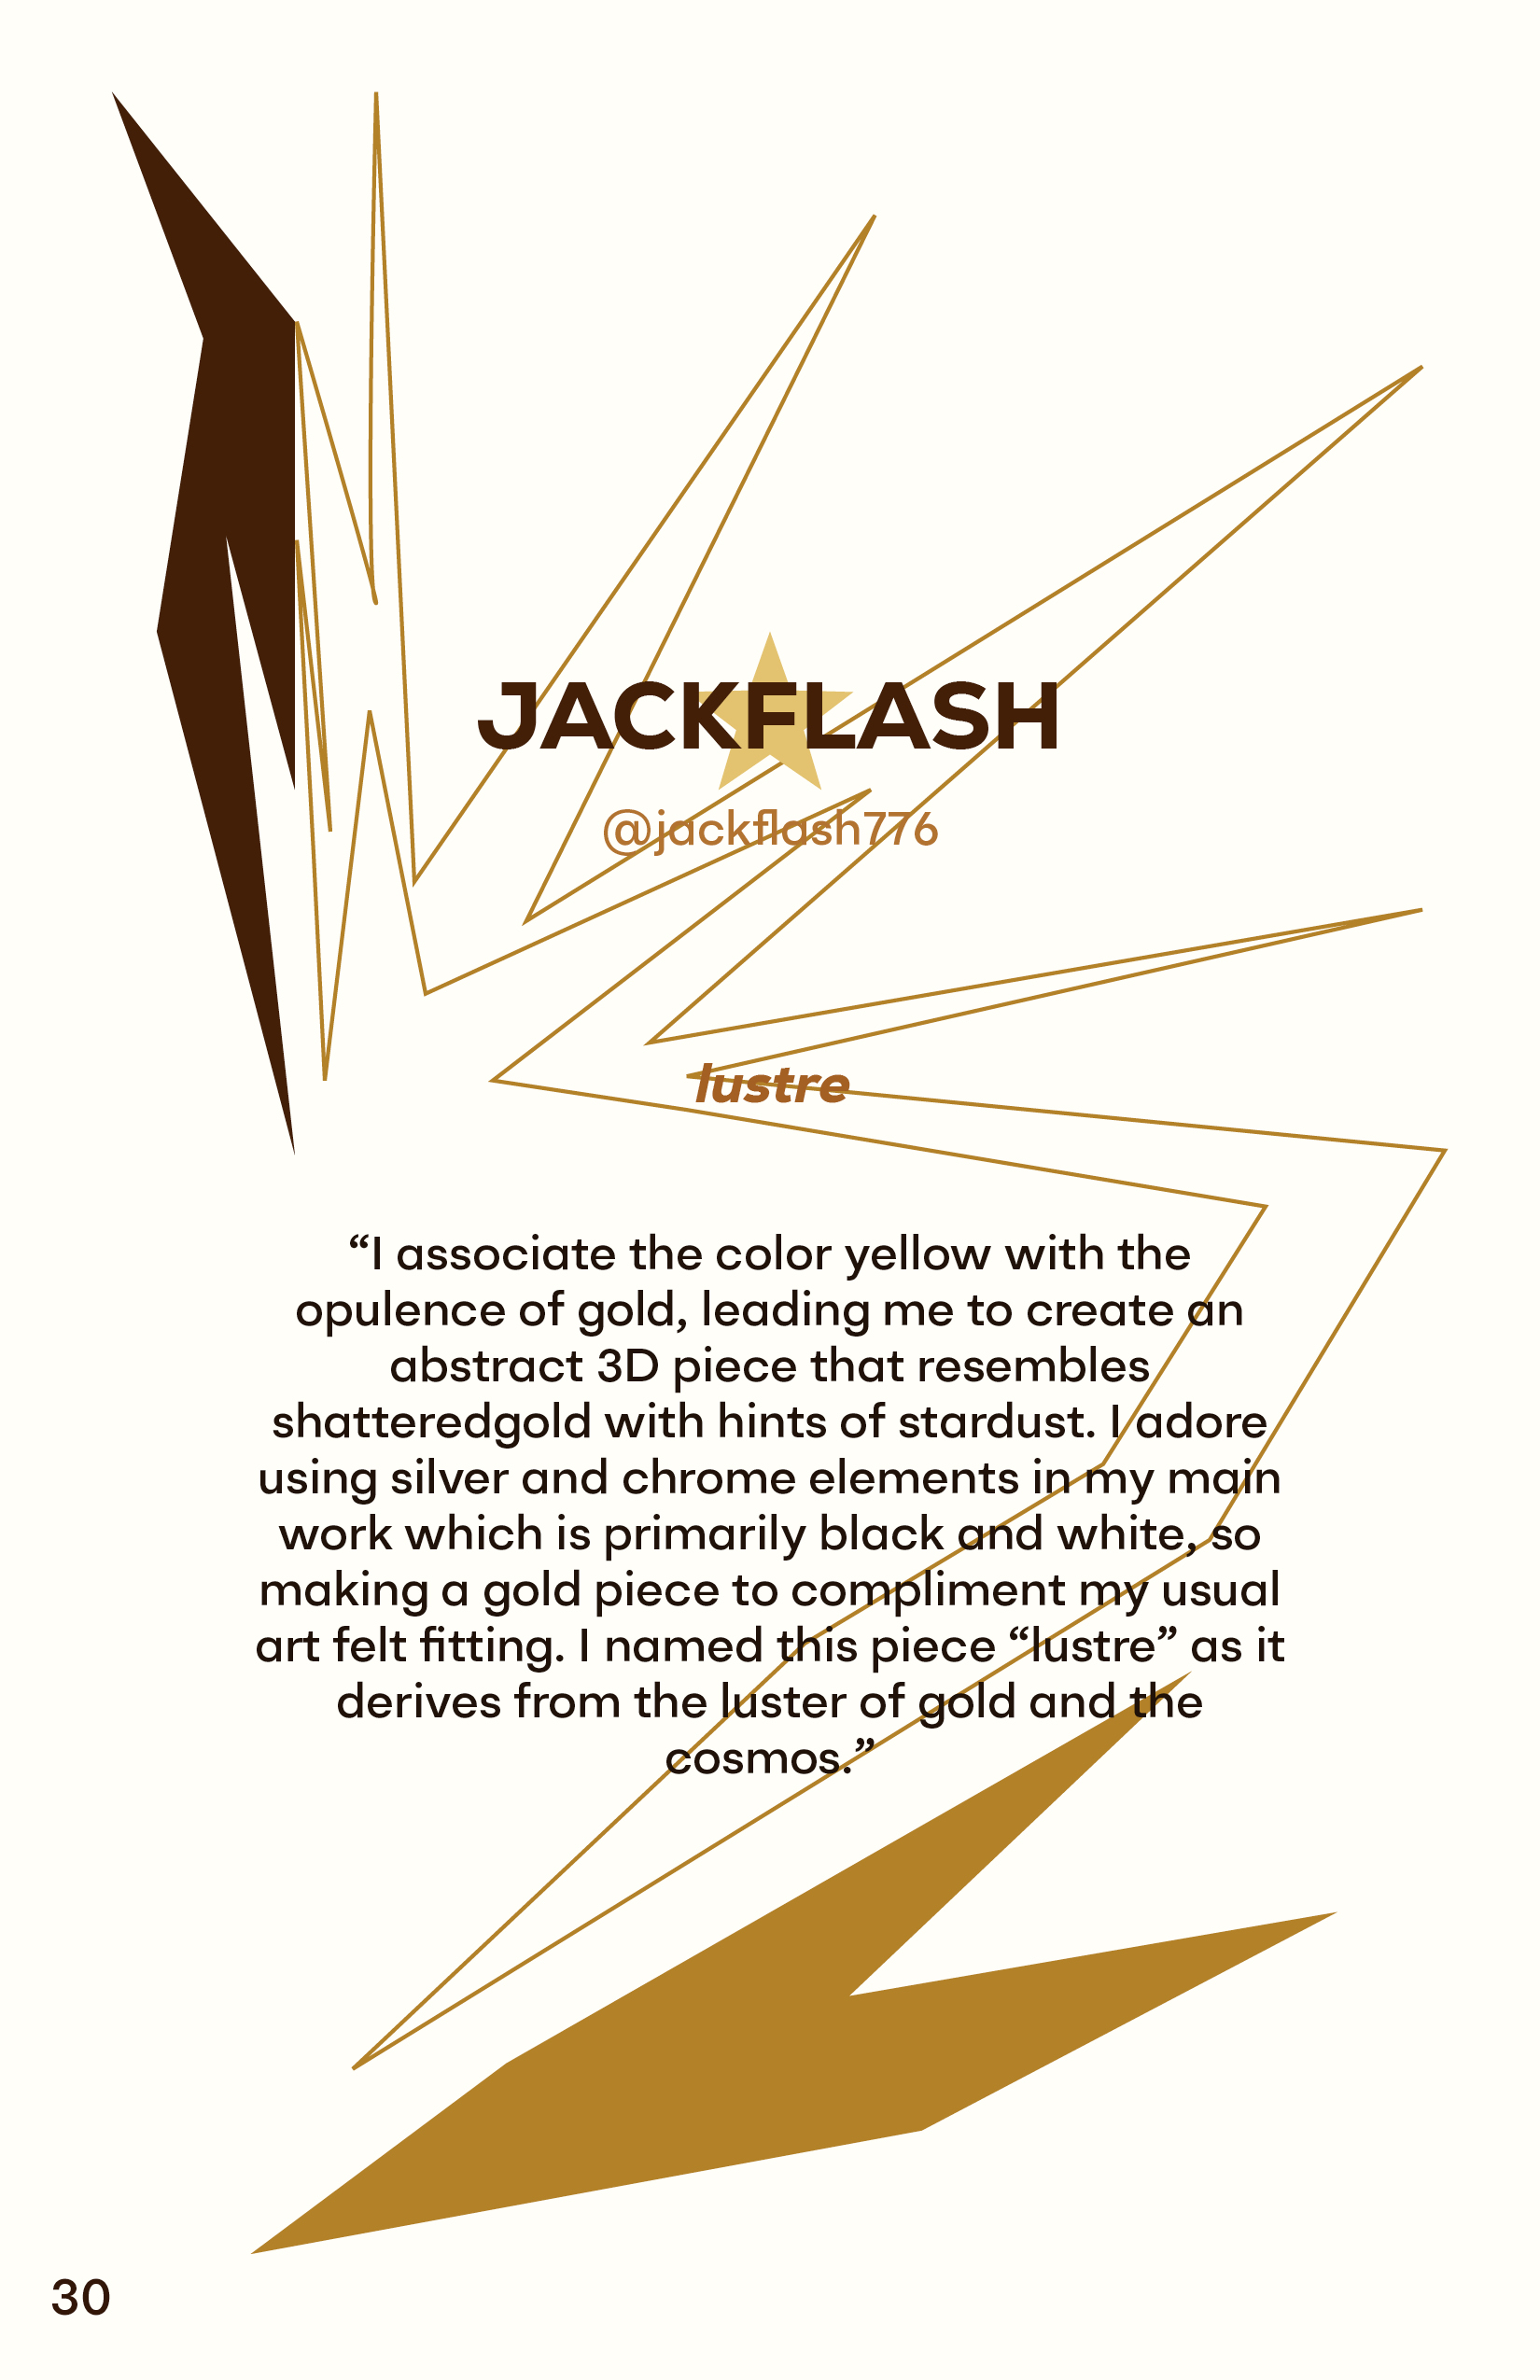 JACKFLASH
@jackflash776
lustre
“I associate the color yellow with the
opulence of gold, leading me to create an
abstract 3D piece that resembles
shatteredgold with hints of stardust. I adore
using silver and chrome elements in my main
work which is primarily black and white, so
making a gold piece to compliment my usual
art felt fitting. I named this piece “lustre” as it
derives from the luster of gold and the
cosmos.”
30